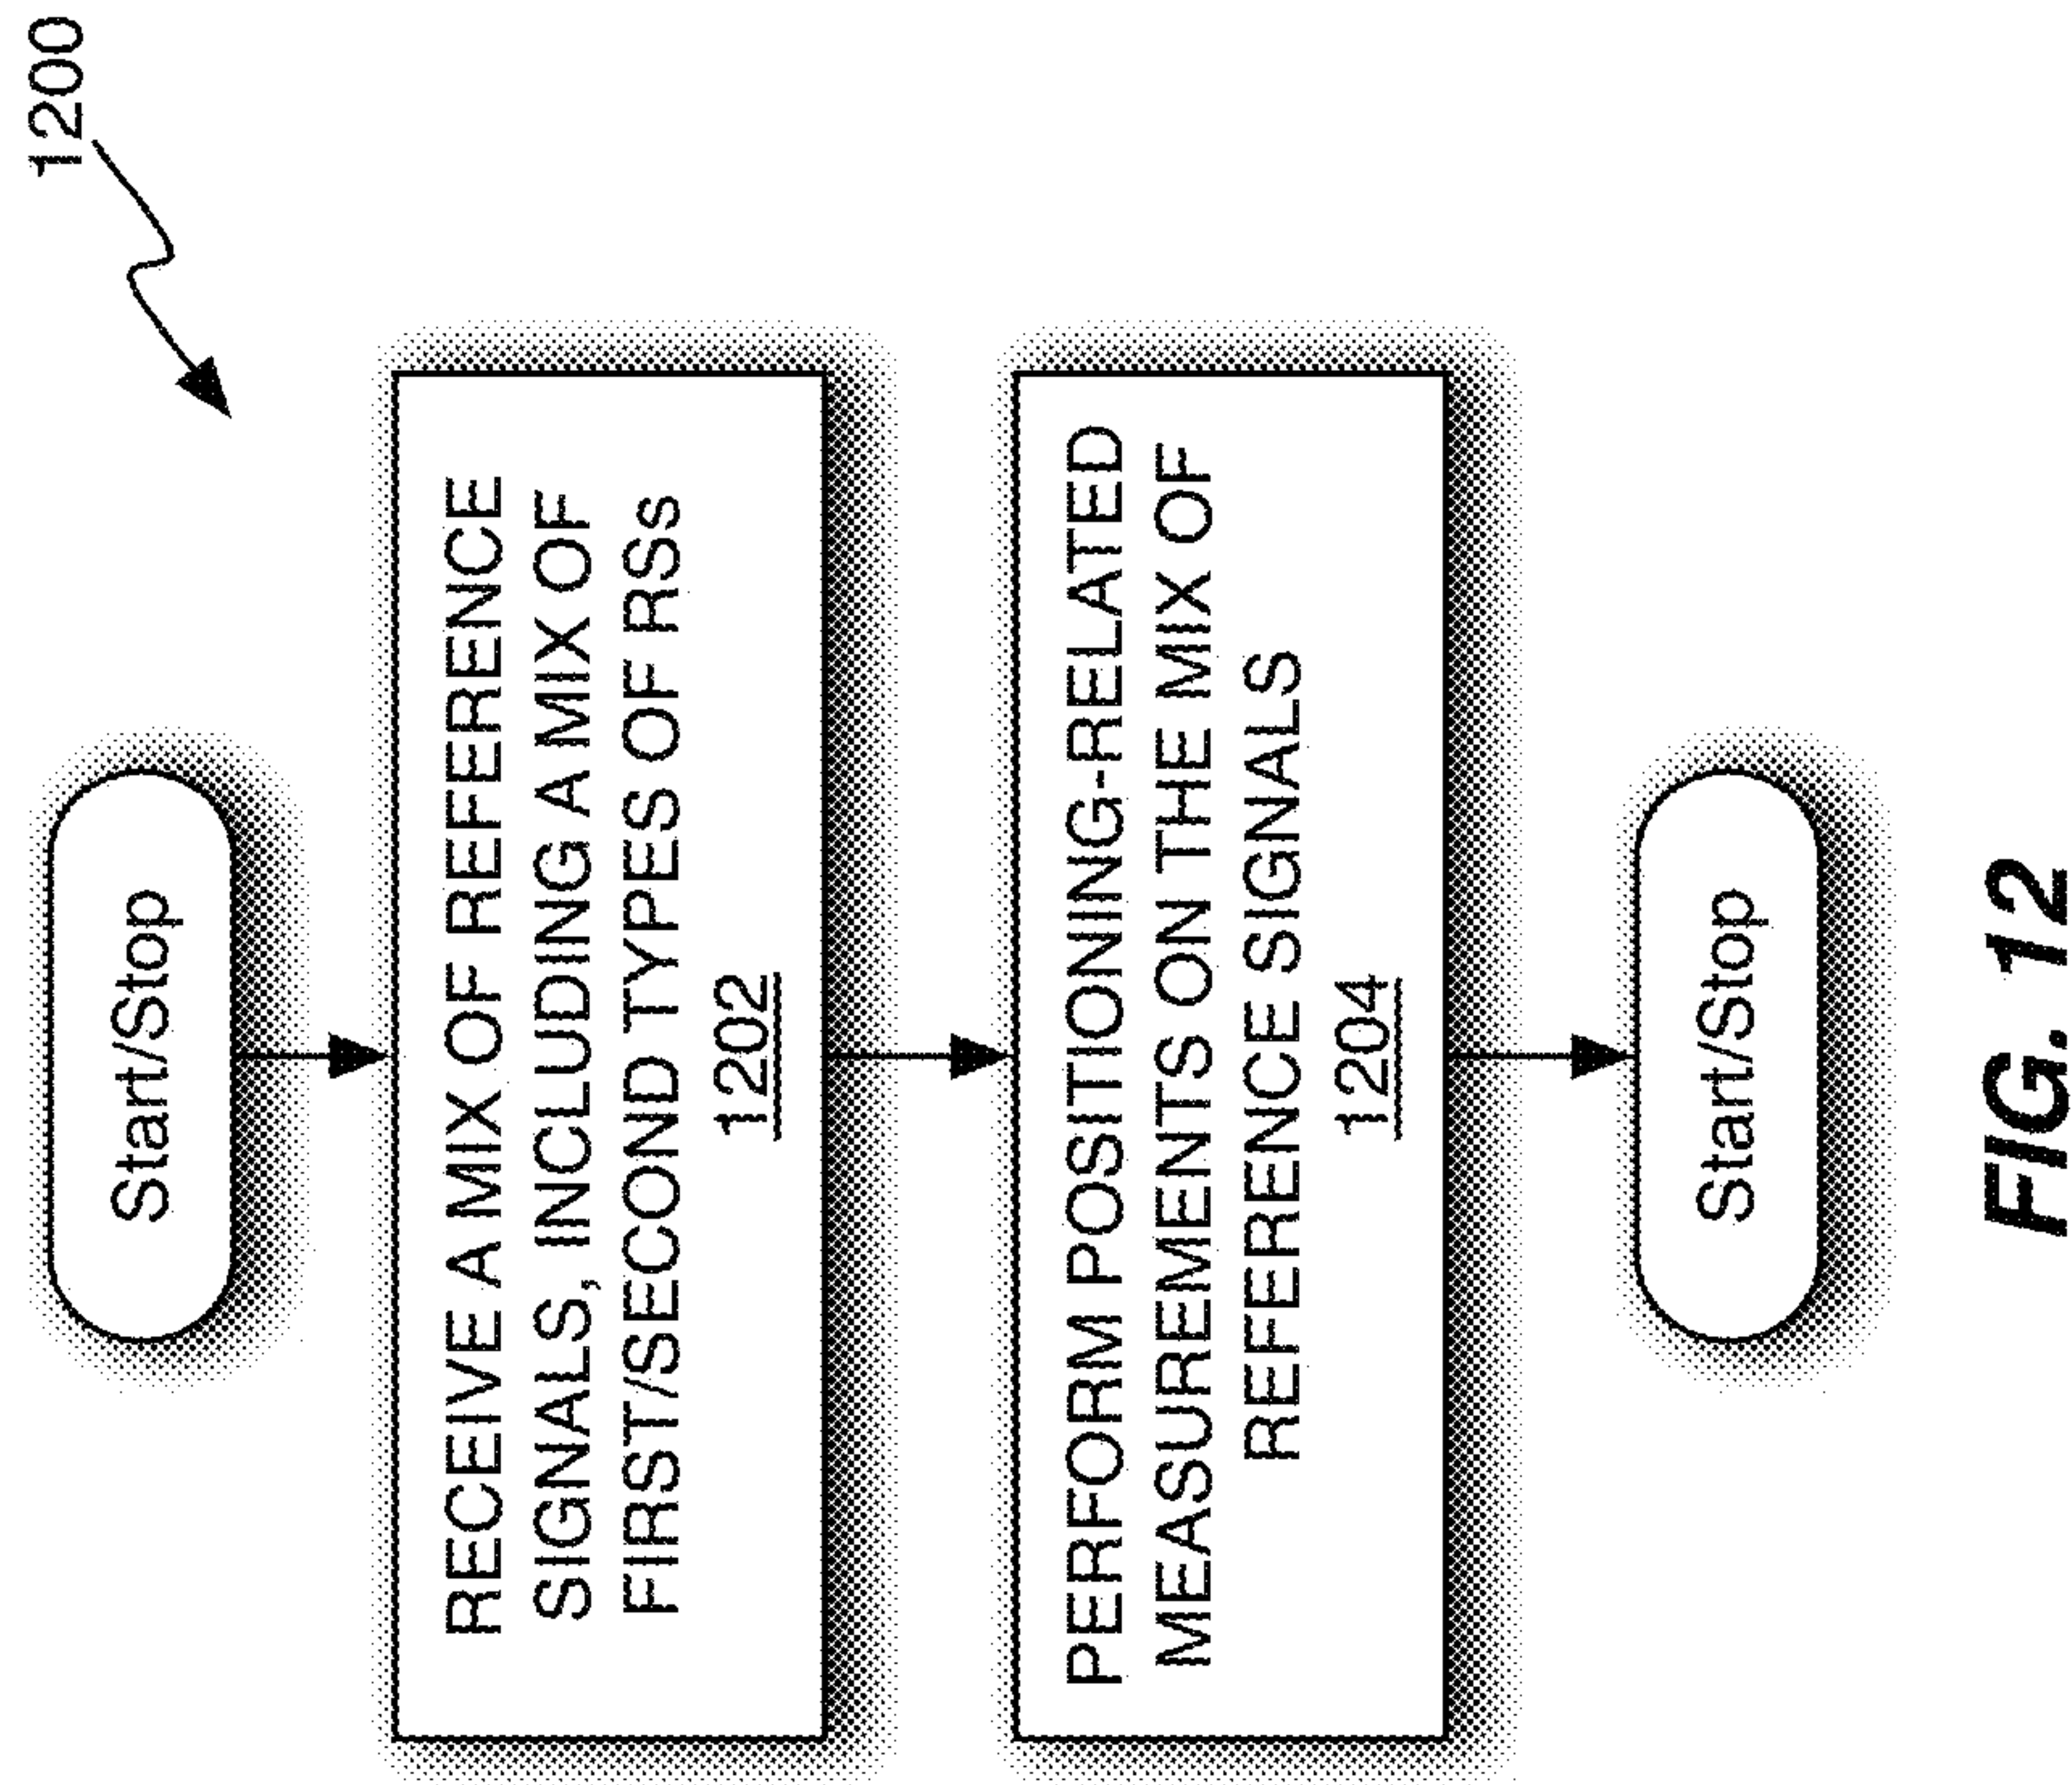 1200
Start/Stop
RECEIVE A MIX OF REFERENCE
SIGNALS, INCLUDING A MIX OF
FIRST/SECOND TYPES OF RSs
1202
PERFORM POSITIONING-RELATED
MEASUREMENTS ON THE MIX OF
REFERENCE SIGNALS
1204
Start/Stop
FIG. 12